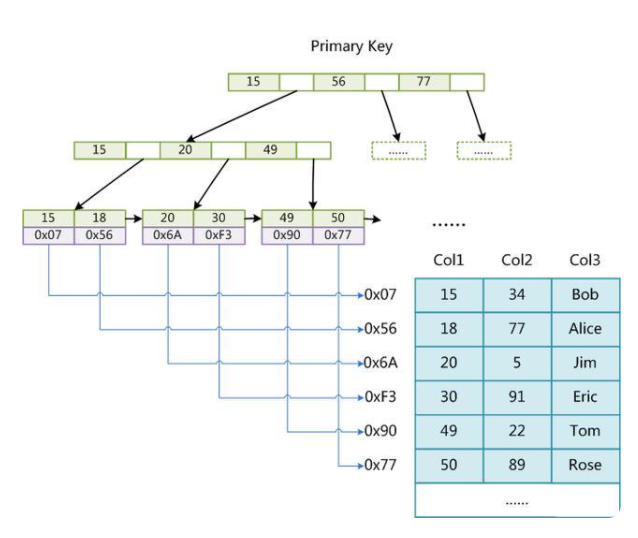 Primary Key
15 56 77
15 20 49
...... ......
15 18 20 30 49 50
0x07 0x56 0x6A 0xF3 0x90 0x77
......
Col1 Col2 Col3
0x07 15 34 Bob
0x56 18 77 Alice
0x6A 20 5 Jim
0xF3 30 91 Eric
0x90 49 22 Tom
0x77 50 89 Rose
......